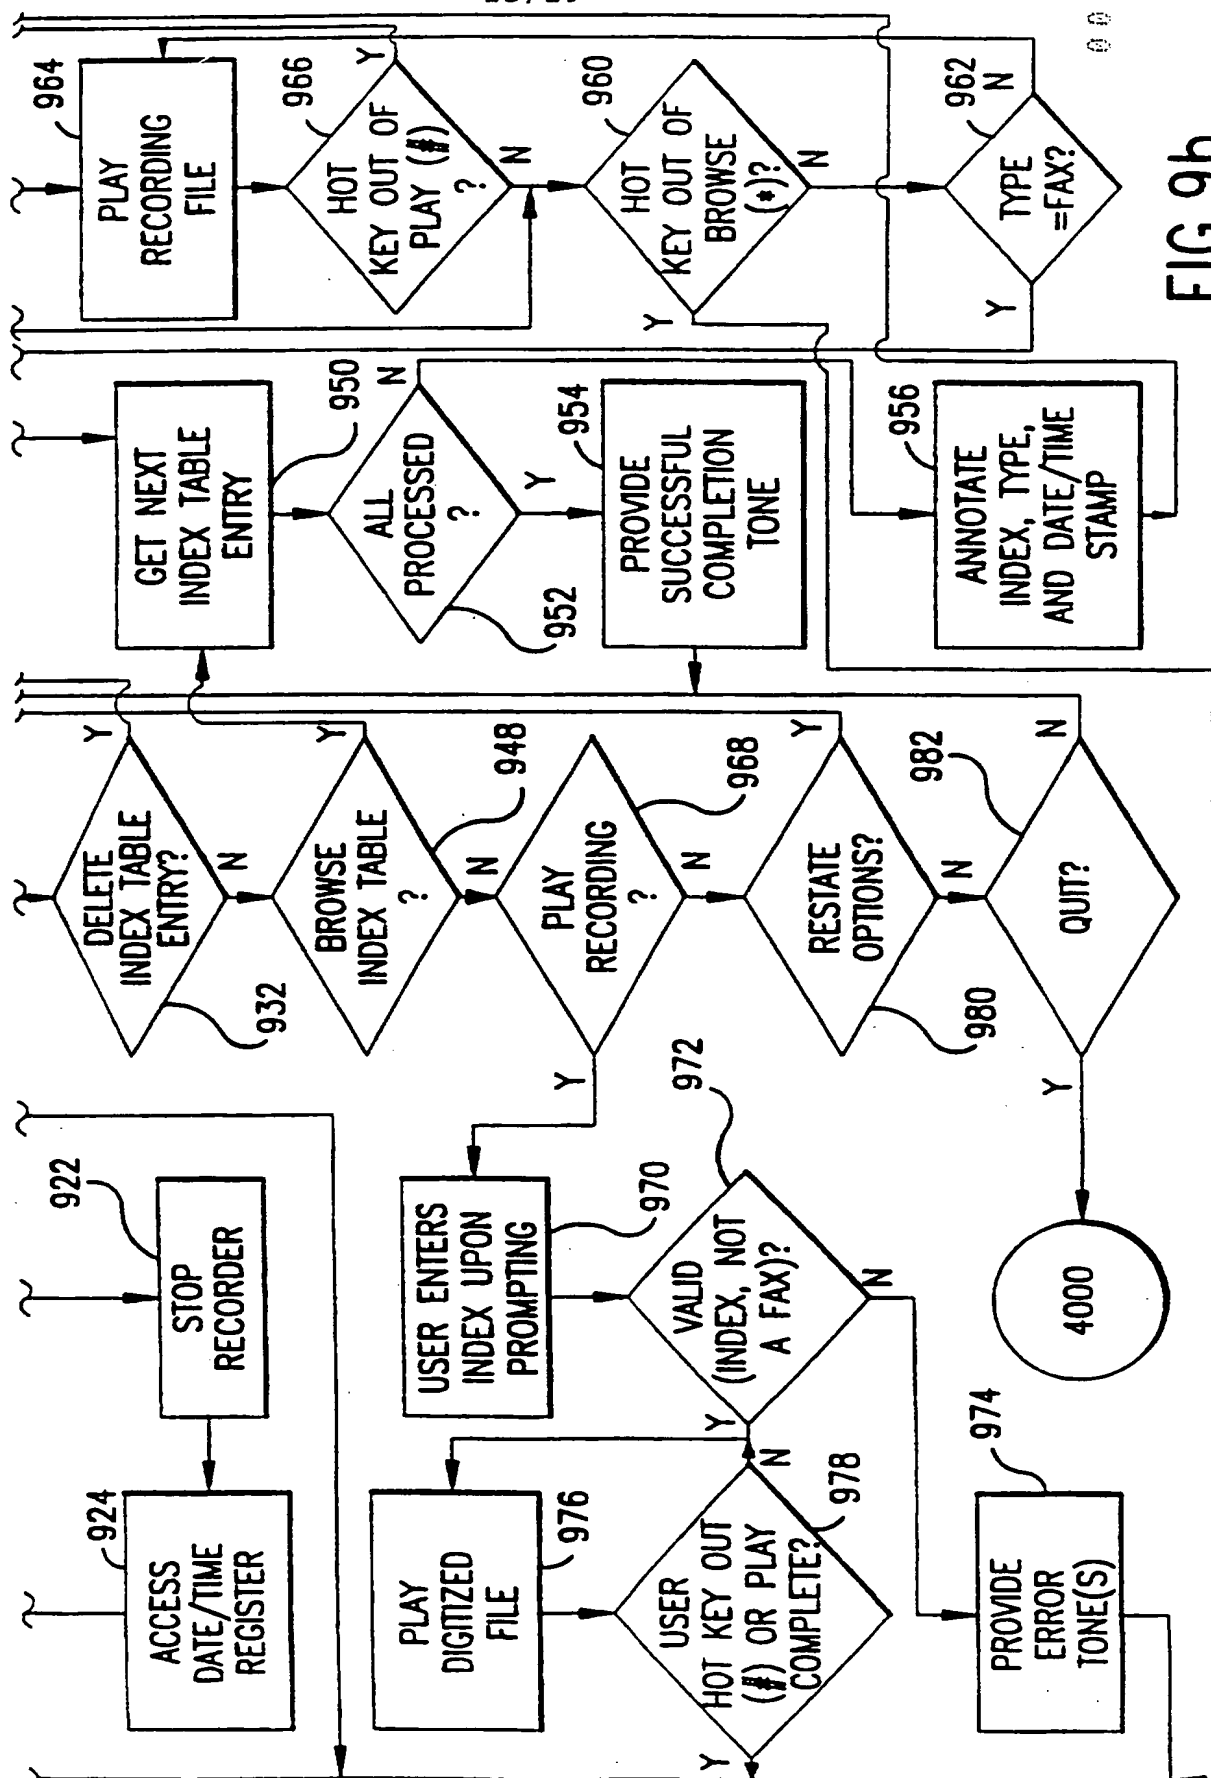 964
PLAY
RECORDING
FILE
966
HOT
KEY OUT OF
PLAY (#)
?
Y
N
960
HOT
KEY OUT OF
BROWSE
(*)?
Y
N
962
TYPE
=FAX?
N
Y
FIG.9b
GET NEXT
INDEX TABLE
ENTRY
950
ALL
PROCESSED
?
N
Y
952
954
PROVIDE
SUCCESSFUL
COMPLETION
TONE
956
ANNOTATE
INDEX, TYPE,
AND DATE/TIME
STAMP
DELETE
INDEX TABLE
ENTRY?
Y
N
932
BROWSE
INDEX TABLE
?
Y
N
948
PLAY
RECORDING
?
Y
N
968
RESTATE
OPTIONS?
Y
N
980
982
QUIT?
N
Y
4000
922
STOP
RECORDER
924
ACCESS
DATE/TIME
REGISTER
USER ENTERS
INDEX UPON
PROMPTING
970
972
VALID
(INDEX, NOT
A FAX)?
Y
N
PLAY
DIGITIZED
FILE
976
USER
HOT KEY OUT
(#) OR PLAY
COMPLETE?
N
Y
978
974
PROVIDE
ERROR
TONE(S)